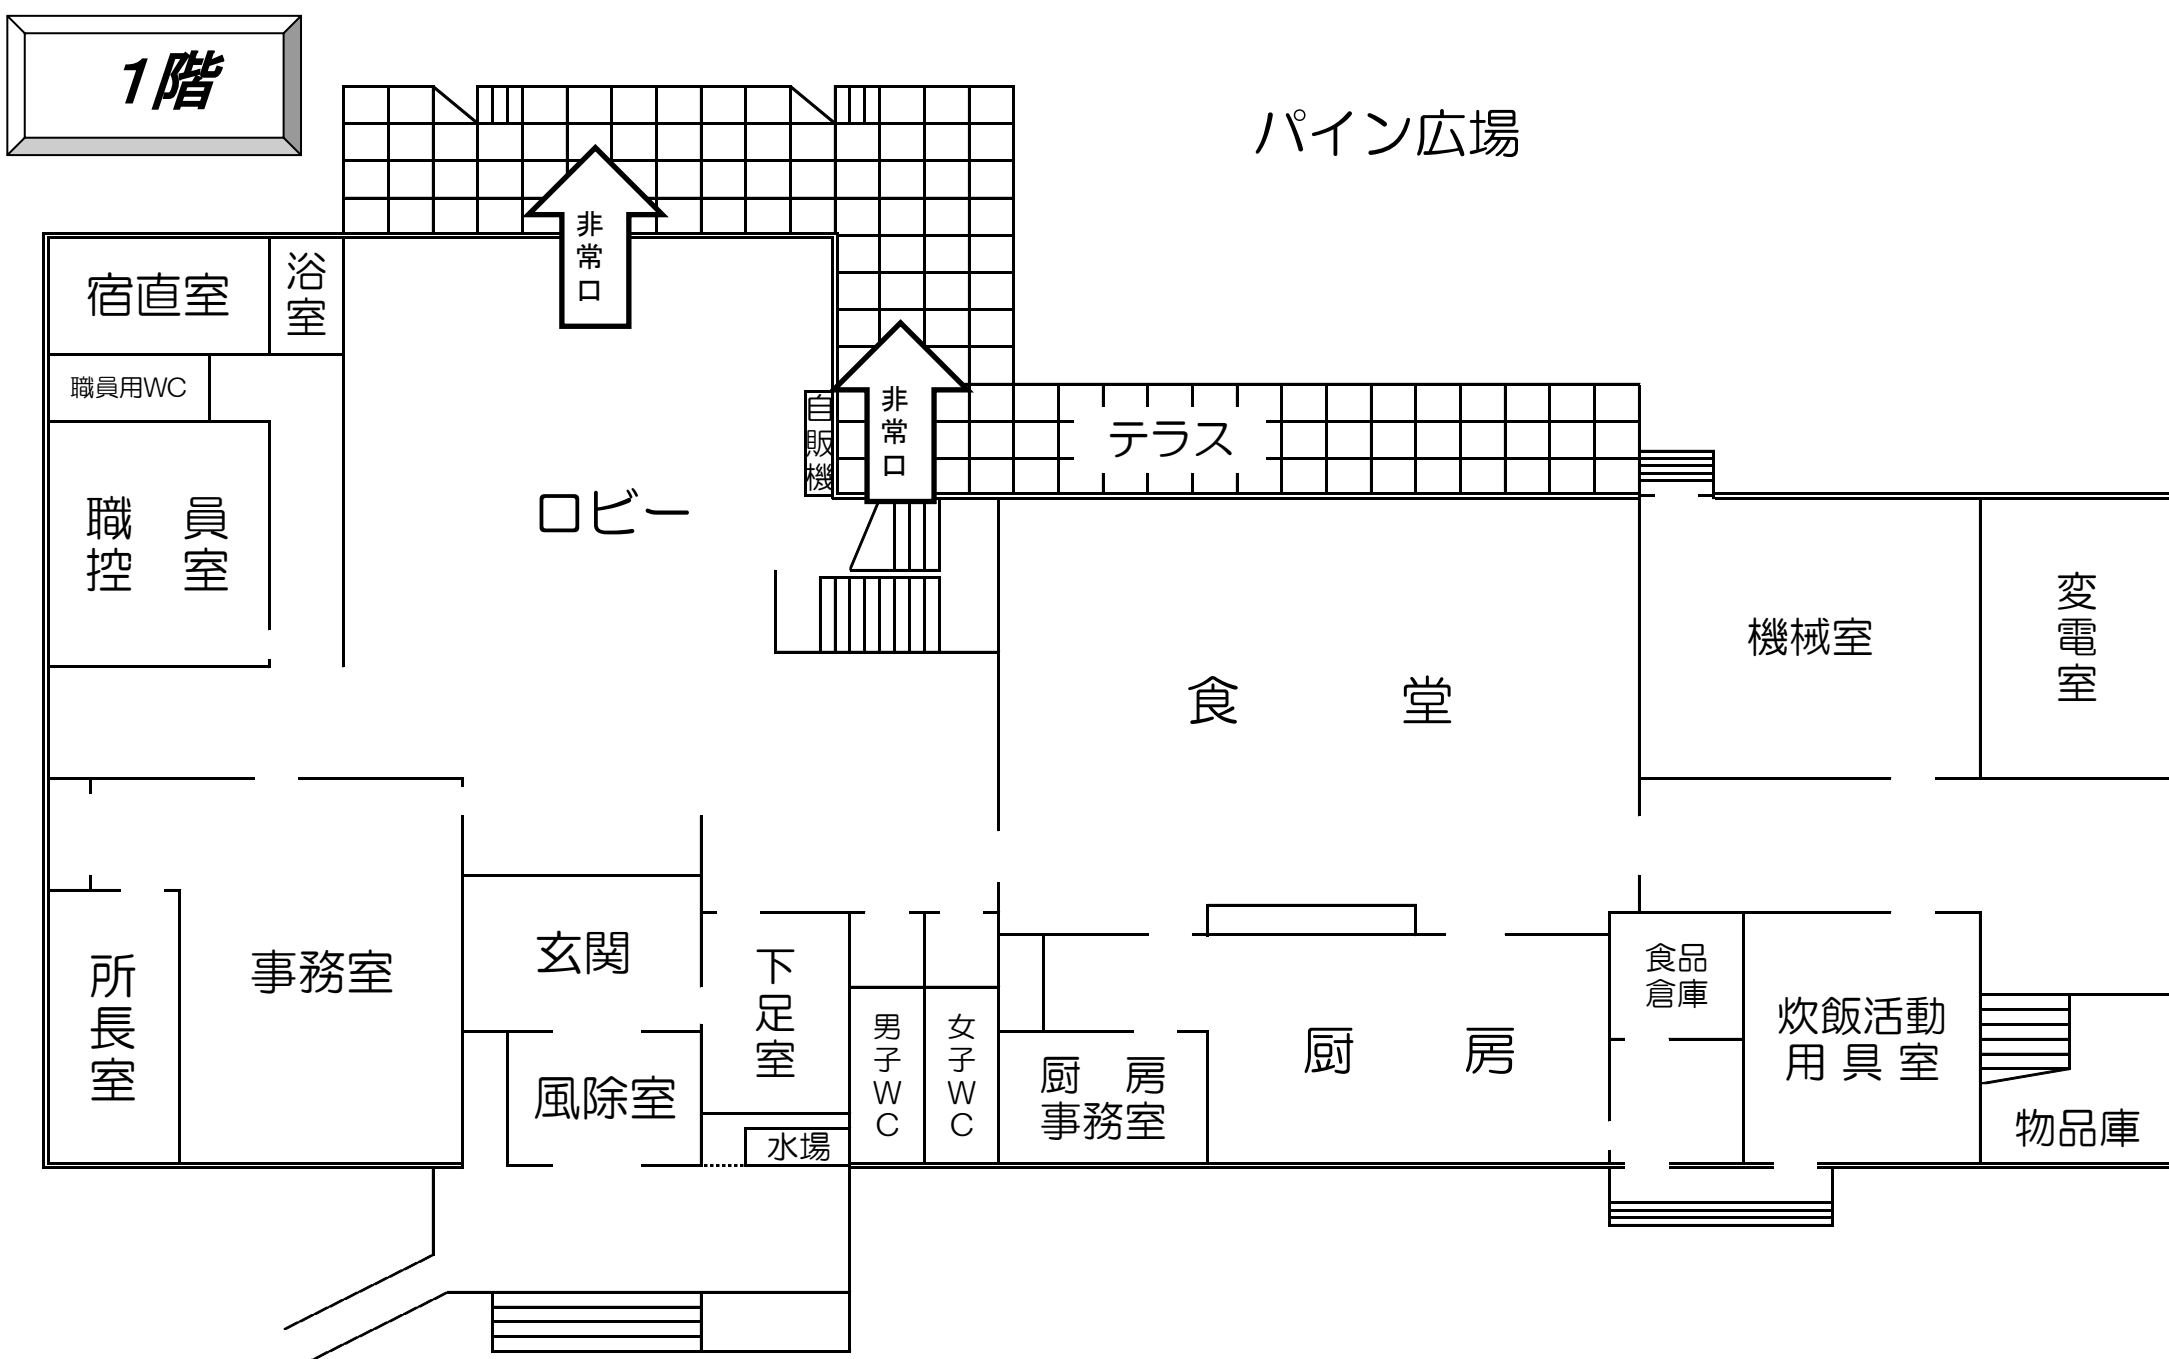 1階
パイン広場
非常口
宿直室
浴室
職員用WC
非常口
自販機
テラス
職員
控室
ロビー
機械室
変電室
食堂
所長室
事務室
玄関
下足室
食品
倉庫
炊飯活動
用具室
男子WC
女子WC
厨房
厨房
事務室
風除室
水場
物品庫